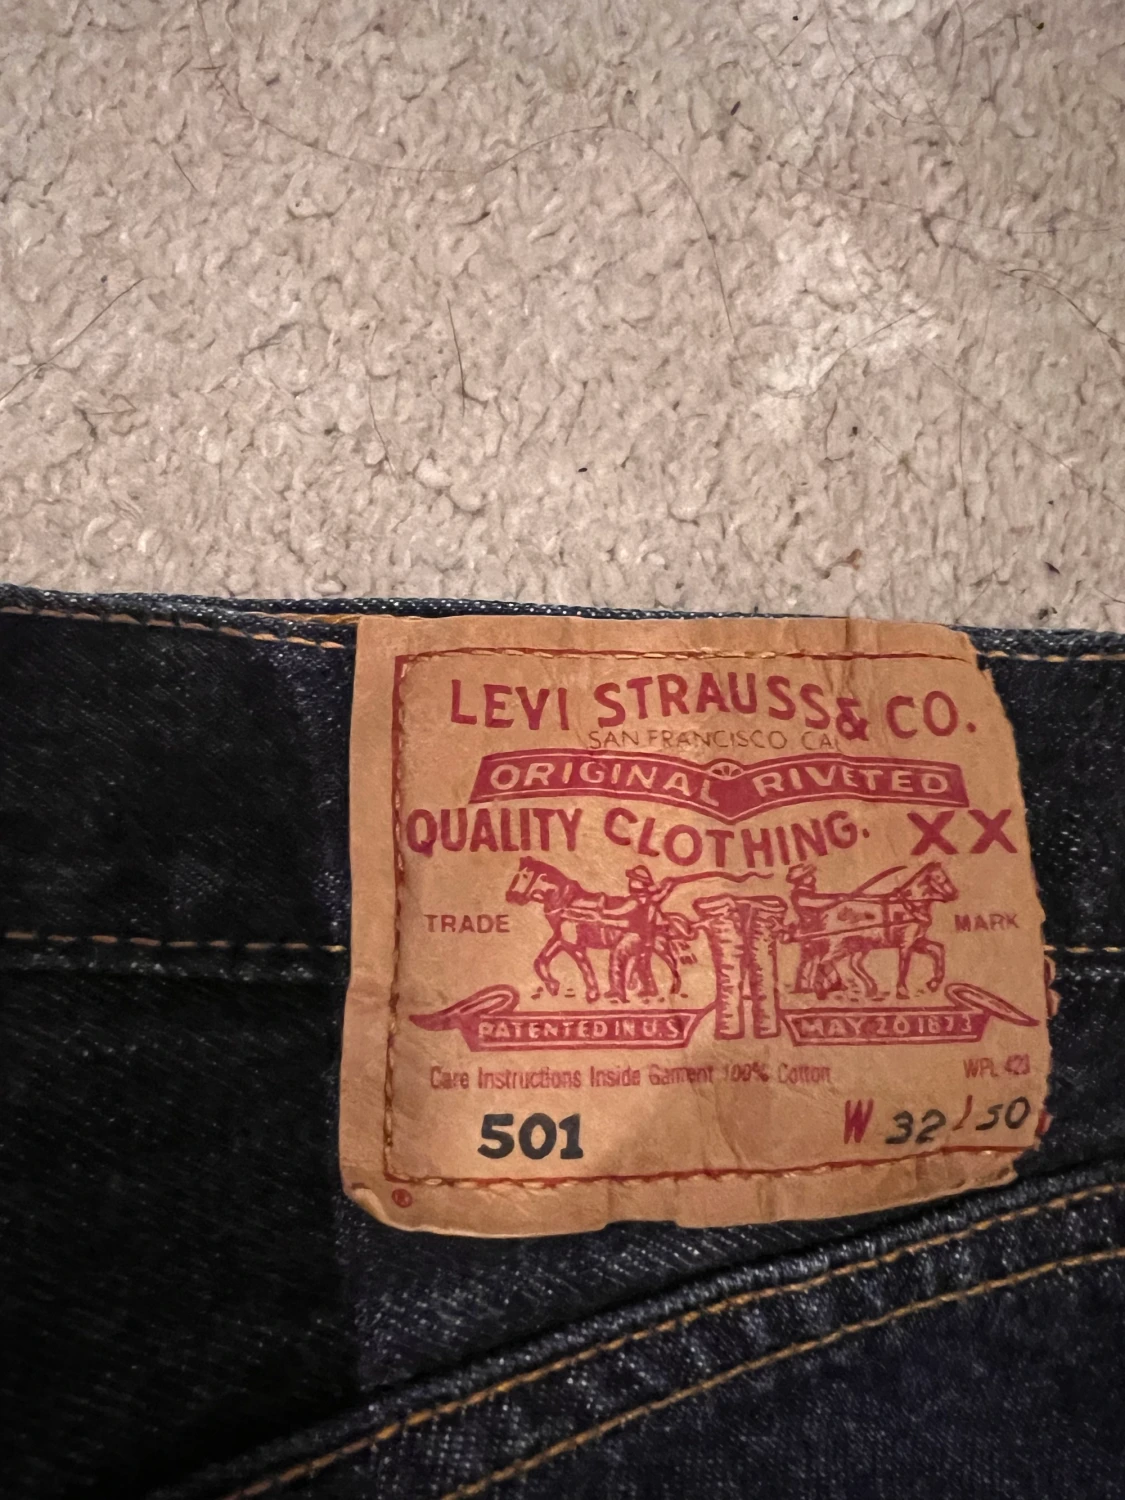 LEVI STRAUSS & CO.
SAN FRANCISCO CAL
ORIGINAL RIVETED
QUALITY CLOTHING. XX
TRADE MARK
PATENTED IN U.S. MAY 20 1873
Care Instructions Inside Garment 100% Cotton WPL 423
501 W 32 L 30
®